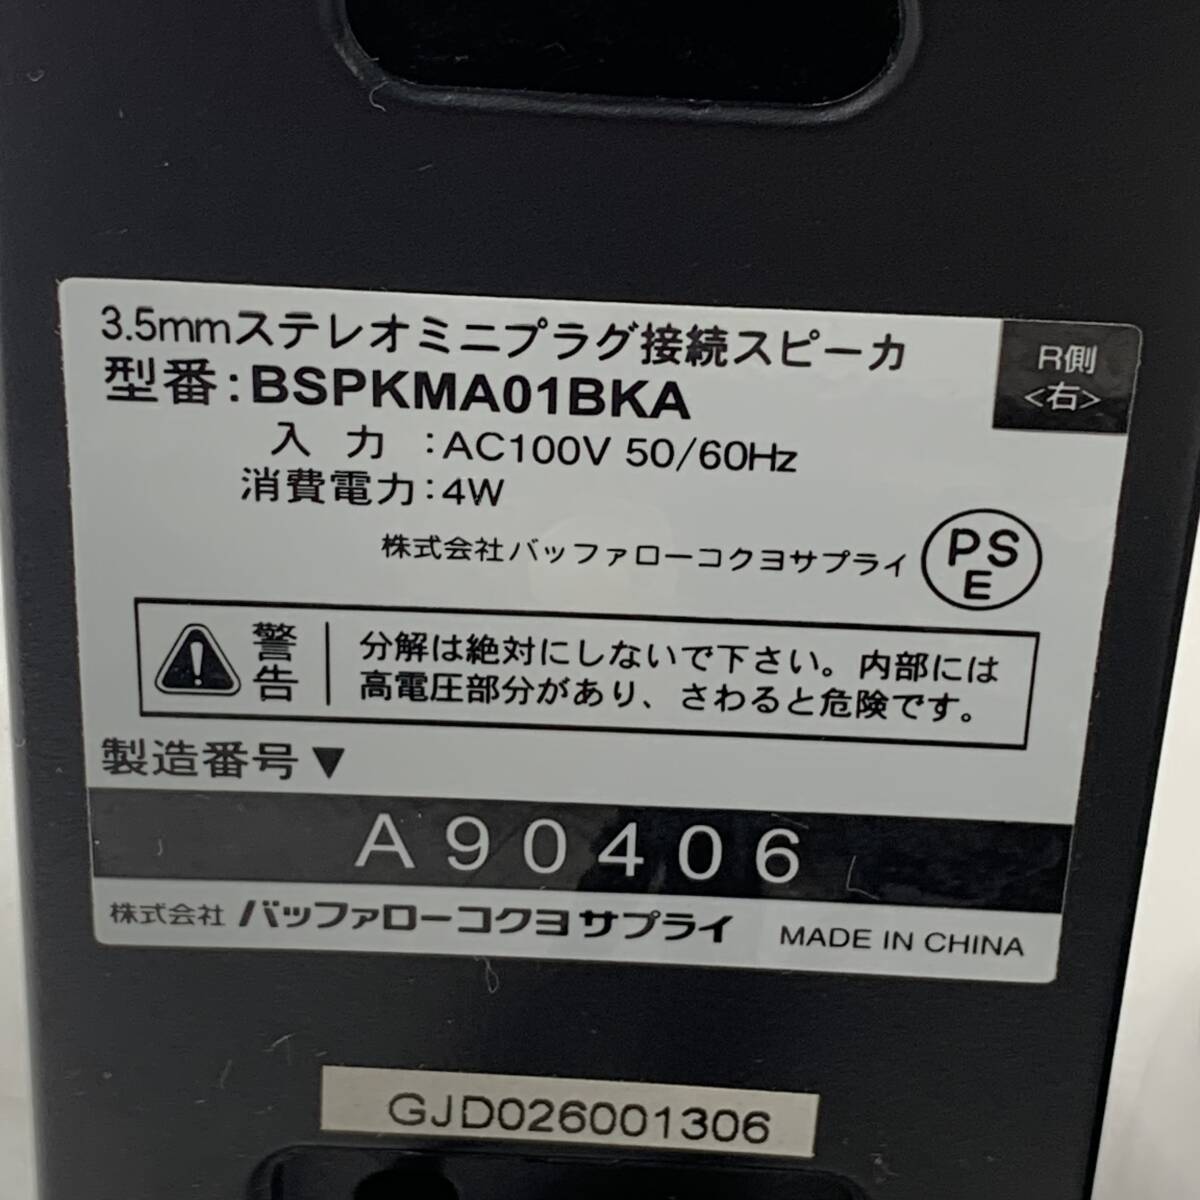 3.5mmステレオミニプラグ接続スピーカ
R側
<右>
型番:BSPKMA01BKA
入 力 :AC100V 50/60Hz
消費電力:4W
株式会社バッファローコクヨサプライ
PS
E
警告
分解は絶対にしないで下さい。内部には
高電圧部分があり、さわると危険です。
製造番号▼
A90406
株式会社 バッファローコクヨサプライ MADE IN CHINA
GJD026001306